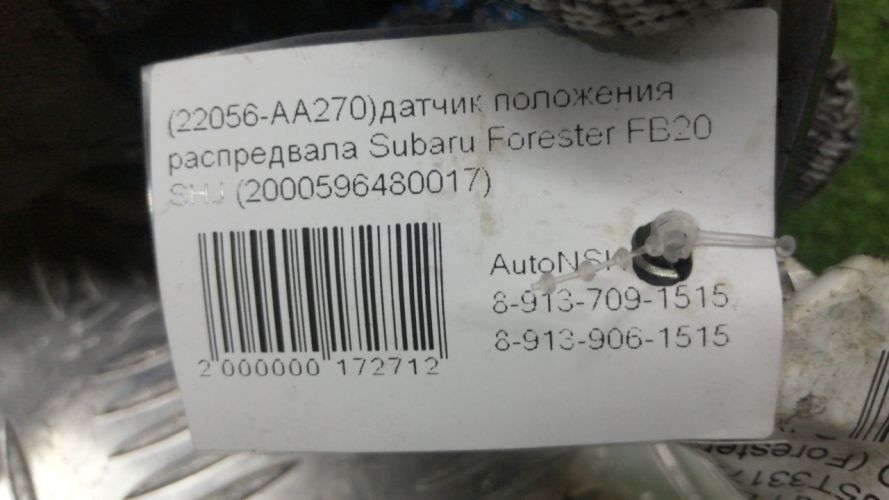 (22056-AA270)датчик положения
распредвала Subaru Forester FB20
SHJ (2000596480017)
8-913-709-1515
8-913-906-1515
2 000000 172712
(Forester